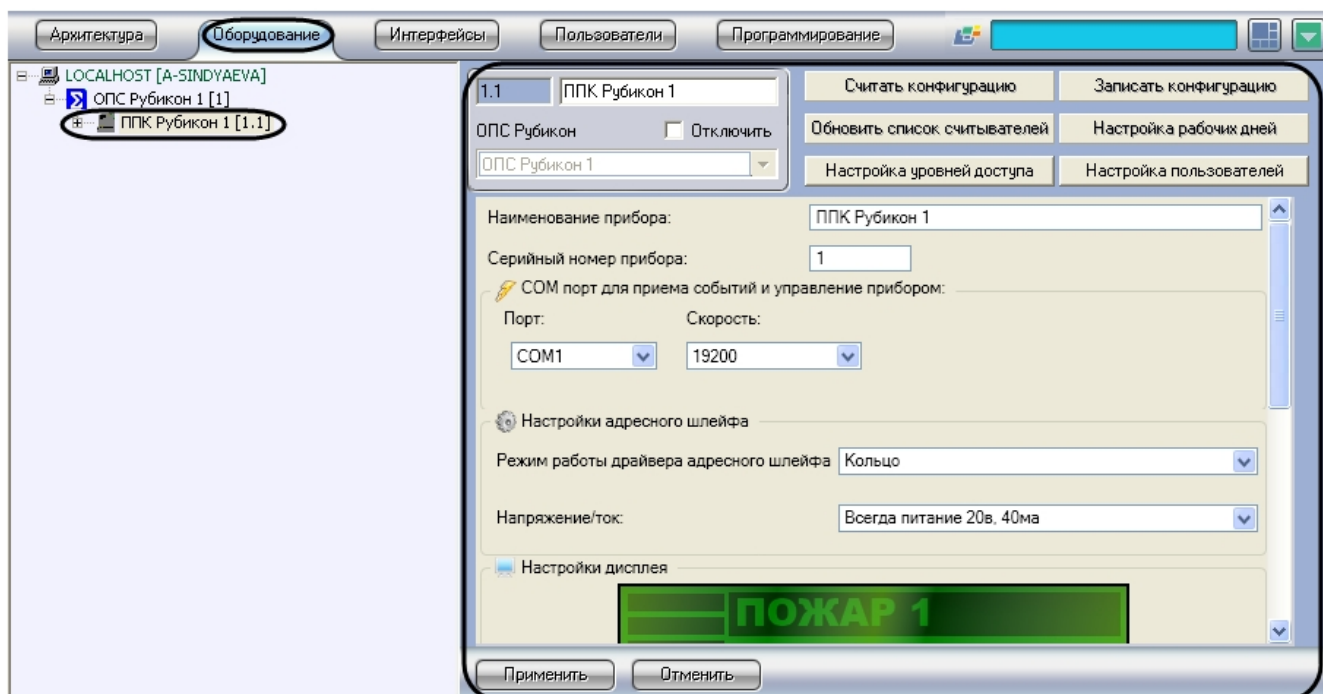 Архитектура Оборудование Интерфейсы Пользователи Программирование
LOCALHOST [A-SINDYAEVA]
ОПС Рубикон 1 [1]
ППК Рубикон 1 [1.1]
1.1 ППК Рубикон 1
ОПС Рубикон Отключить
ОПС Рубикон 1
Считать конфигурацию Записать конфигурацию
Обновить список считывателей Настройка рабочих дней
Настройка уровней доступа Настройка пользователей
Наименование прибора: ППК Рубикон 1
Серийный номер прибора: 1
COM порт для приема событий и управление прибором:
Порт: Скорость:
COM1 19200
Настройки адресного шлейфа
Режим работы драйвера адресного шлейфа Кольцо
Напряжение/ток: Всегда питание 20в, 40ма
Настройки дисплея
ПОЖАР 1
Применить Отменить